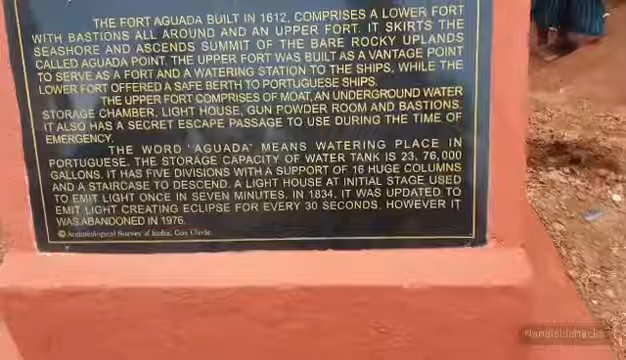 THE FORT AGUADA BUILT IN 1612, COMPRISES A LOWER FORT
WITH BASTIONS ALL AROUND AND AN UPPER FORT. IT SKIRTS THE
SEASHORE AND ASCENDS SUMMIT OF THE BARE ROCKY UPLANDS
CALLED AGUADA POINT. THE UPPER FORT WAS BUILT AS A VANTAGE POINT
TO SERVE AS A FORT AND A WATERING STATION TO THE SHIPS, WHILE THE
LOWER FORT OFFERED A SAFE BERTH TO PORTUGUESE SHIPS.
THE UPPER FORT COMPRISES OF MOAT, AN UNDERGROUND WATER
STORAGE CHAMBER, LIGHT HOUSE, GUN POWDER ROOM AND BASTIONS.
IT ALSO HAS A SECRET ESCAPE PASSAGE TO USE DURING THE TIME OF
EMERGENCY.
THE WORD 'AGUADA' MEANS WATERING PLACE IN
PORTUGUESE. THE STORAGE CAPACITY OF WATER TANK IS 23, 76,000
GALLONS. IT HAS FIVE DIVISIONS WITH A SUPPORT OF 16 HUGE COLUMNS
AND A STAIRCASE TO DESCEND. A LIGHT HOUSE AT INITIAL STAGE USED
TO EMIT LIGHT ONCE IN SEVEN MINUTES. IN 1834, IT WAS UPDATED TO
EMIT LIGHT CREATING ECLIPSE FOR EVERY 30 SECONDS. HOWEVER IT
WAS ABANDONED IN 1976.
© Archaeological Survey of India, Goa Circle.